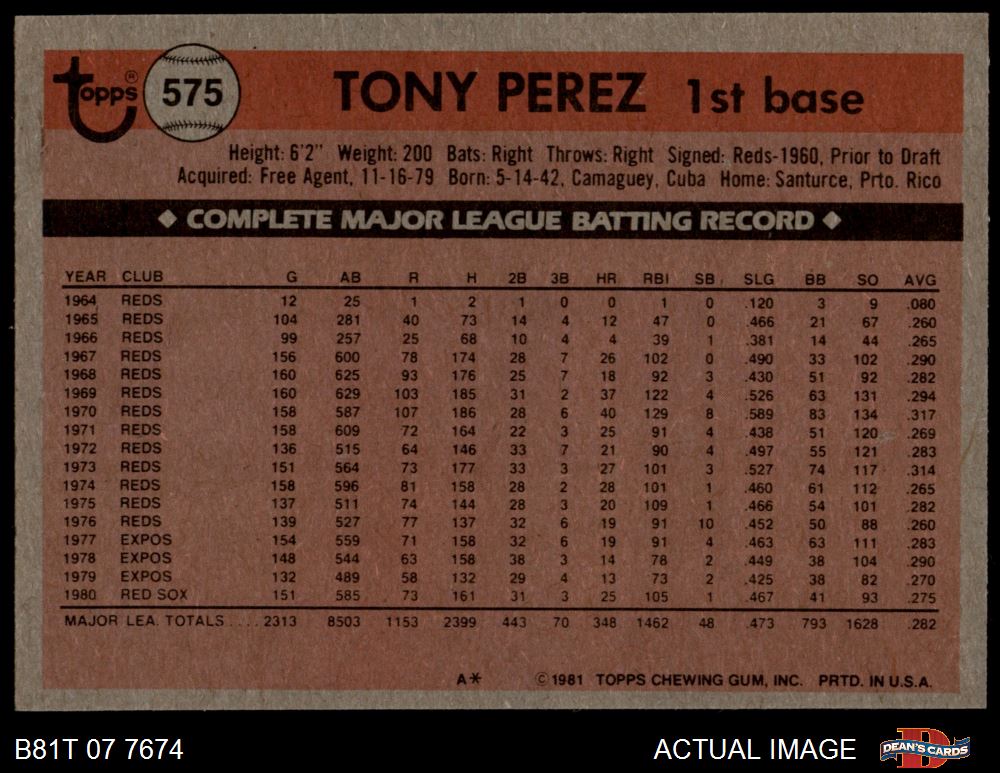 topps® 575 TONY PEREZ 1st base
Height: 6'2" Weight: 200 Bats: Right Throws: Right Signed: Reds-1960, Prior to Draft
Acquired: Free Agent, 11-16-79 Born: 5-14-42, Camaguey, Cuba Home: Santurce, Prto. Rico
◆ COMPLETE MAJOR LEAGUE BATTING RECORD ◆
YEAR CLUB G AB R H 2B 3B HR RBI SB SLG BB SO AVG
1964 REDS 12 25 1 2 1 0 0 1 0 .120 3 9 .080
1965 REDS 104 281 40 73 14 4 12 47 0 .466 21 67 .260
1966 REDS 99 257 25 68 10 4 4 39 1 .381 14 44 .265
1967 REDS 156 600 78 174 28 7 26 102 0 .490 33 102 .290
1968 REDS 160 625 93 176 25 7 18 92 3 .430 51 92 .282
1969 REDS 160 629 103 185 31 2 37 122 4 .526 63 131 .294
1970 REDS 158 587 107 186 28 6 40 129 8 .589 83 134 .317
1971 REDS 158 609 72 164 22 3 25 91 4 .438 51 120 .269
1972 REDS 136 515 64 146 33 7 21 90 4 .497 55 121 .283
1973 REDS 151 564 73 177 33 3 27 101 3 .527 74 117 .314
1974 REDS 158 596 81 158 28 2 28 101 1 .460 61 112 .265
1975 REDS 137 511 74 144 28 3 20 109 1 .466 54 101 .282
1976 REDS 139 527 77 137 32 6 19 91 10 .452 50 88 .260
1977 EXPOS 154 559 71 158 32 6 19 91 4 .463 63 111 .283
1978 EXPOS 148 544 63 158 38 3 14 78 2 .449 38 104 .290
1979 EXPOS 132 489 58 132 29 4 13 73 2 .425 38 82 .270
1980 RED SOX 151 585 73 161 31 3 25 105 1 .467 41 93 .275
MAJOR LEA. TOTALS .... 2313 8503 1153 2399 443 70 348 1462 48 .473 793 1628 .282
A* ©1981 TOPPS CHEWING GUM, INC. PRTD. IN U.S.A.
B81T 07 7674 ACTUAL IMAGE DEAN'S CARDS